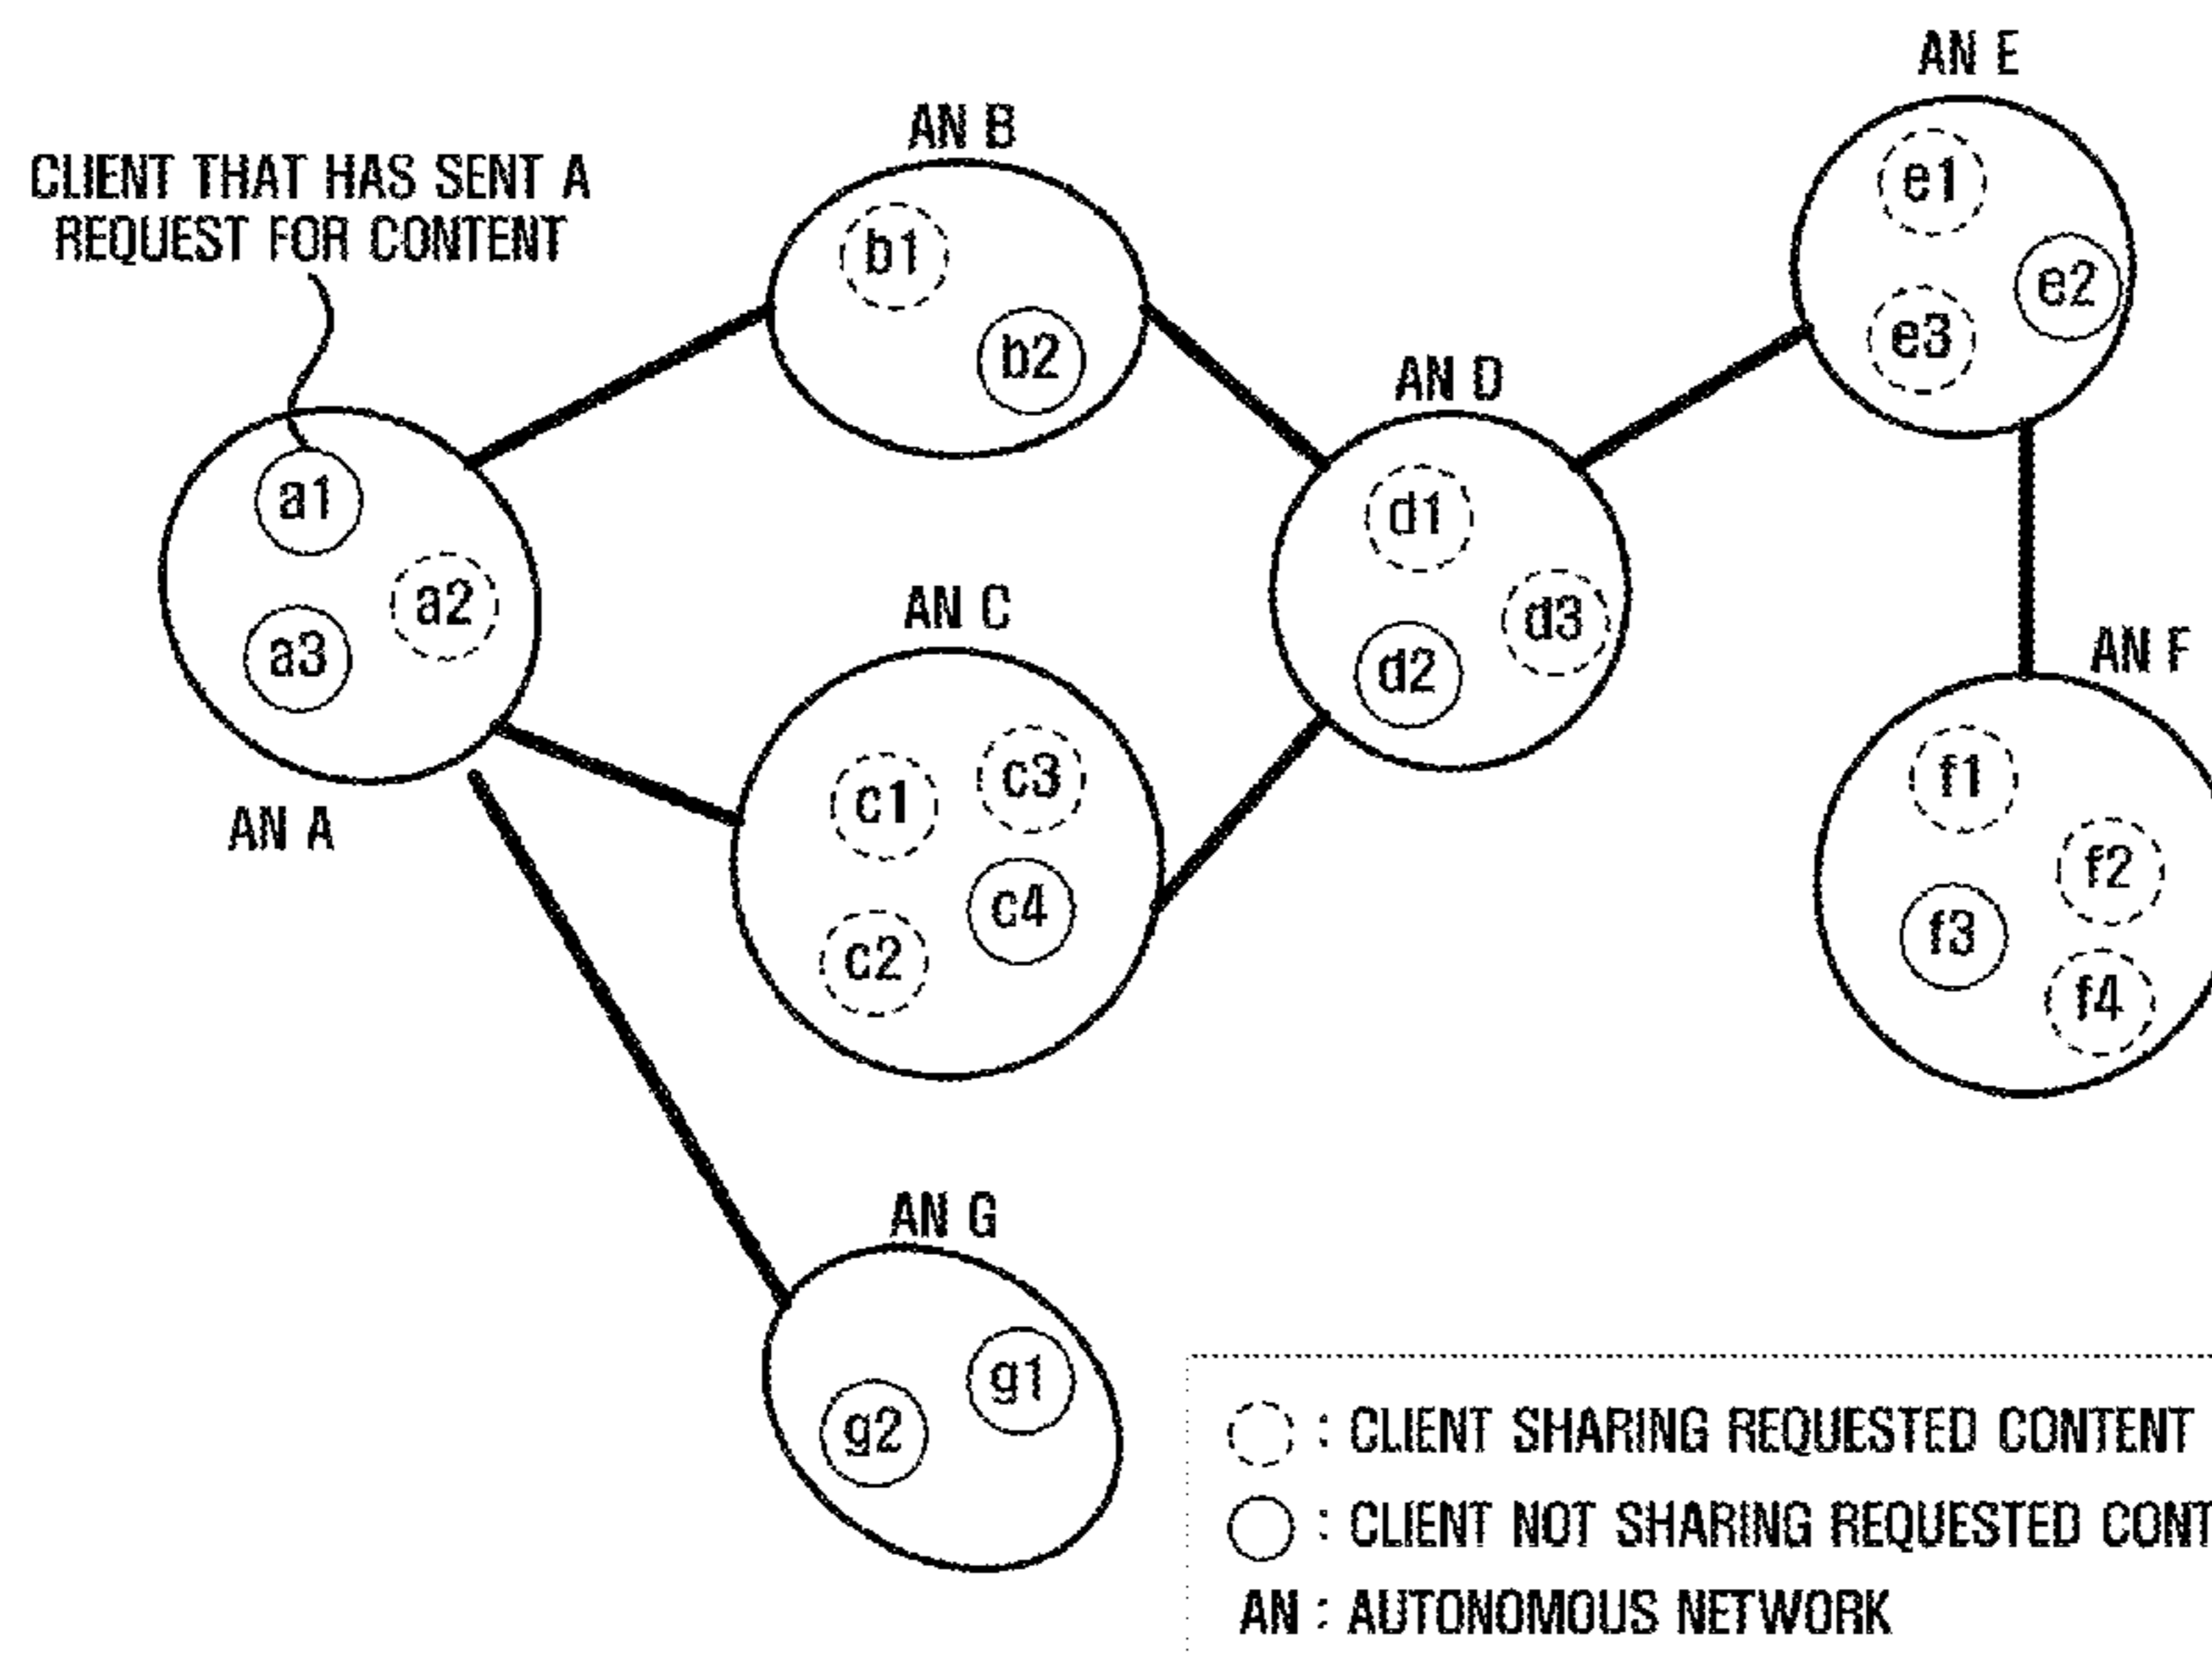 AN E
AN B
CLIENT THAT HAS SENT A
REQUEST FOR CONTENT
e1
b1
e2
e3
b2
AN D
a1
d1
a2
AN C
d3
a3
d2
AN F
c1
c3
f1
AN A
f2
c4
f3
c2
f4
AN G
g1
g2
: CLIENT SHARING REQUESTED CONTENT
: CLIENT NOT SHARING REQUESTED CONT
AN : AUTONOMOUS NETWORK